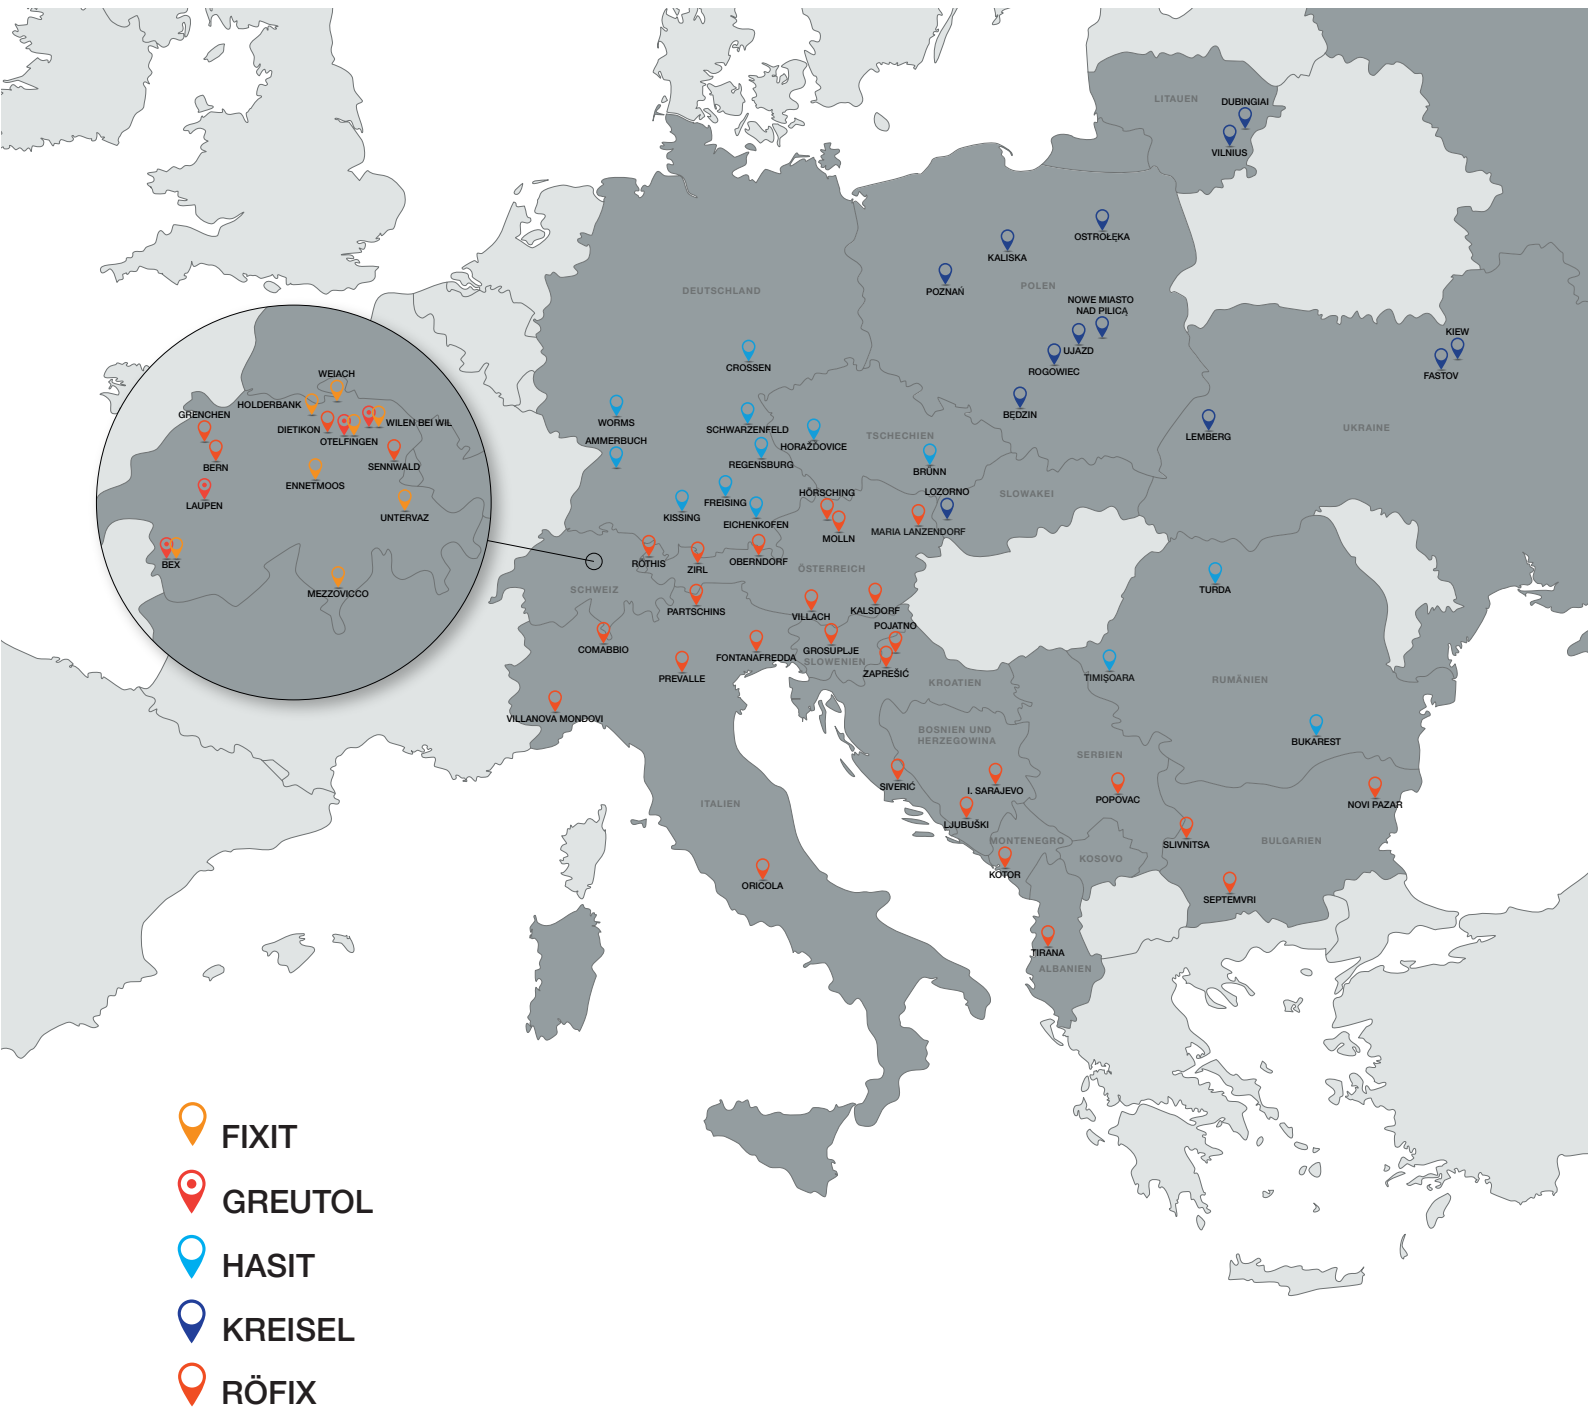 LITAUEN
DUBINGIAI
VILNIUS
OSTROŁĘKA
KALISKA
POZNAŃ
POLEN
DEUTSCHLAND
NOWE MIASTO
NAD PILICĄ
UJAZD
ROGOWIEC
KIEW
FASTOV
CROSSEN
BĘDZIN
LEMBERG
UKRAINE
WEIACH
HOLDERBANK
GRENCHEN
DIETIKON
OTELFINGEN
WILEN BEI WIL
BERN
SENNWALD
ENNETMOOS
LAUPEN
UNTERVAZ
BEX
MEZZOVICCO
WORMS
AMMERBUCH
SCHWARZENFELD
HORAŽDOVICE
TSCHECHIEN
REGENSBURG
BRÜNN
SLOWAKEI
LOZORNO
HÖRSCHING
FREISING
KISSING
EICHENKOFEN
MOLLN
MARIA LANZENDORF
RÖTHIS
ZIRL
OBERNDORF
ÖSTERREICH
SCHWEIZ
TURDA
PARTSCHINS
VILLACH
KALSDORF
POJATNO
COMABBIO
FONTANAFREDDA
GROSUPLJE
SLOWENIEN
ZAPREŠIĆ
PREVALLE
KROATIEN
TIMIȘOARA
RUMÄNIEN
VILLANOVA MONDOVI
BOSNIEN UND
HERZEGOWINA
BUKAREST
SERBIEN
SIVERIĆ
I. SARAJEVO
POPOVAC
NOVI PAZAR
ITALIEN
LJUBUŠKI
MONTENEGRO
SLIVNITSA
BULGARIEN
KOSOVO
KOTOR
ORICOLA
SEPTEMVRI
TIRANA
ALBANIEN
FIXIT
GREUTOL
HASIT
KREISEL
RÖFIX